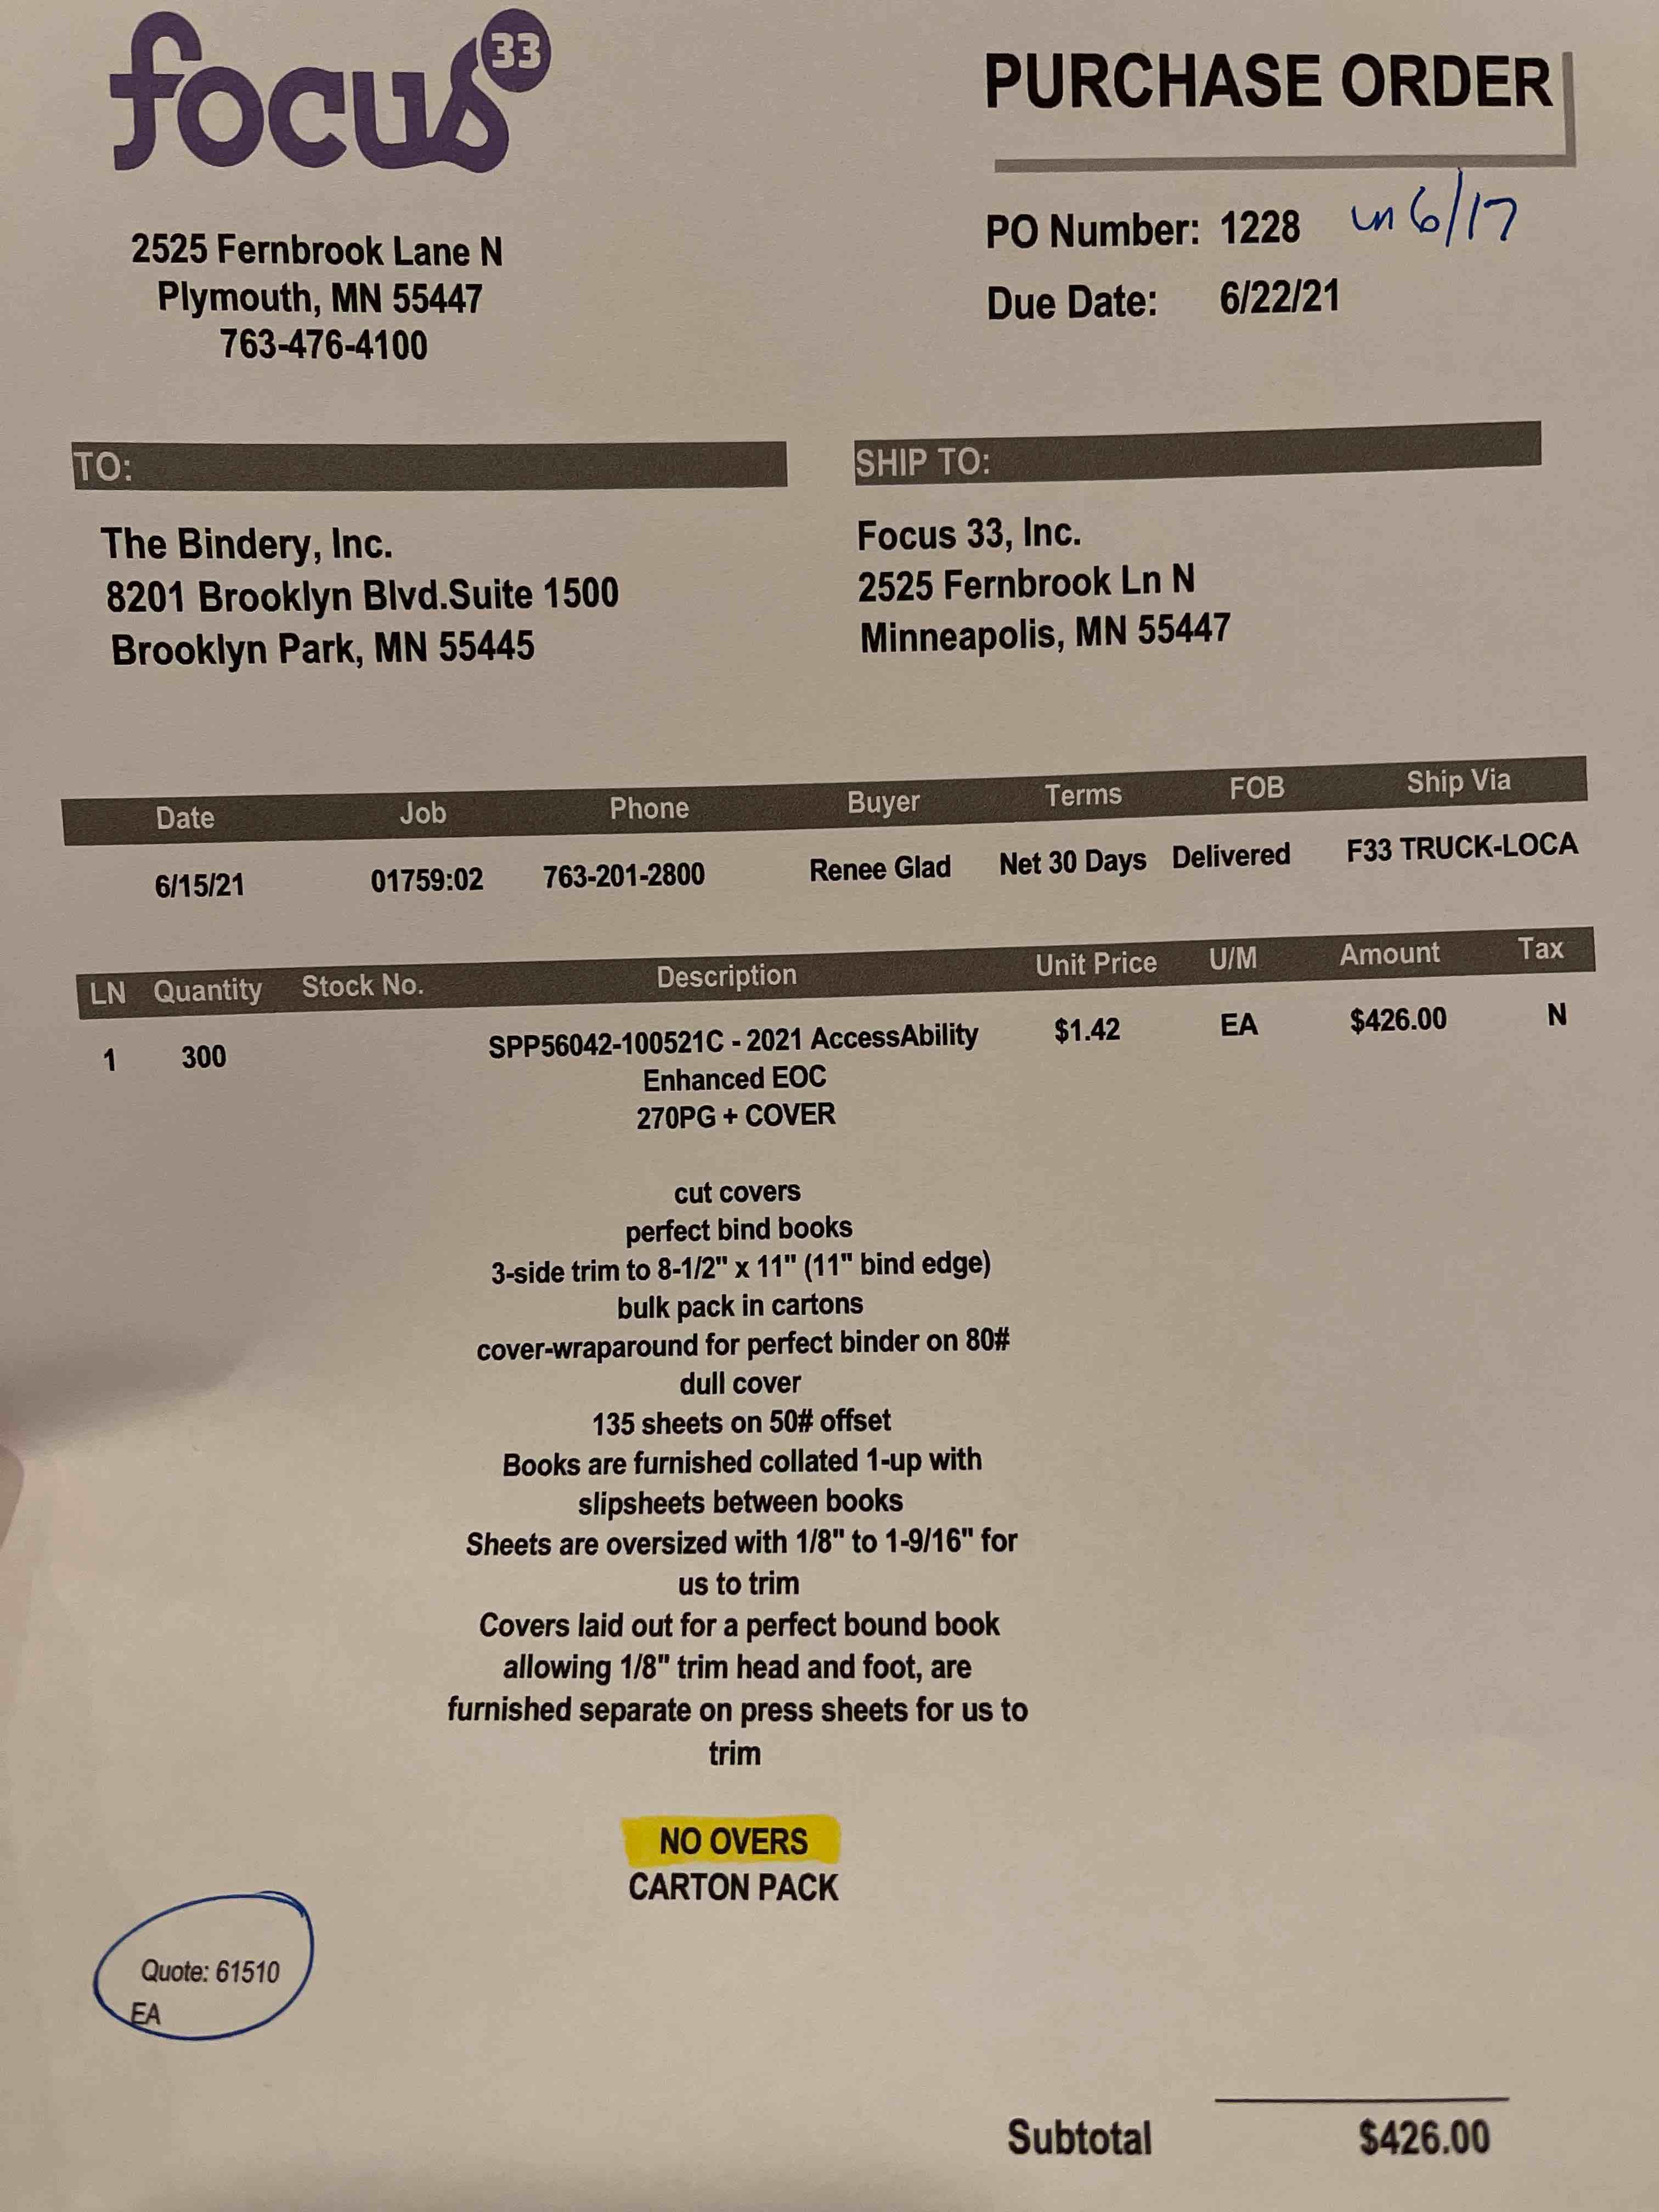 focus 33
PURCHASE ORDER
2525 Fernbrook Lane N
Plymouth, MN 55447
763-476-4100
PO Number: 1228 in 6/17
Due Date: 6/22/21
TO:
The Bindery, Inc.
8201 Brooklyn Blvd.Suite 1500
Brooklyn Park, MN 55445
SHIP TO:
Focus 33, Inc.
2525 Fernbrook Ln N
Minneapolis, MN 55447
Date Job Phone Buyer Terms FOB Ship Via
6/15/21 01759:02 763-201-2800 Renee Glad Net 30 Days Delivered F33 TRUCK-LOCA
LN Quantity Stock No. Description Unit Price U/M Amount Tax
1 300 SPP56042-100521C - 2021 AccessAbility $1.42 EA $426.00 N
Enhanced EOC
270PG + COVER
cut covers
perfect bind books
3-side trim to 8-1/2" x 11" (11" bind edge)
bulk pack in cartons
cover-wraparound for perfect binder on 80#
dull cover
135 sheets on 50# offset
Books are furnished collated 1-up with
slipsheets between books
Sheets are oversized with 1/8" to 1-9/16" for
us to trim
Covers laid out for a perfect bound book
allowing 1/8" trim head and foot, are
furnished separate on press sheets for us to
trim
NO OVERS
CARTON PACK
Quote: 61510
EA
Subtotal $426.00